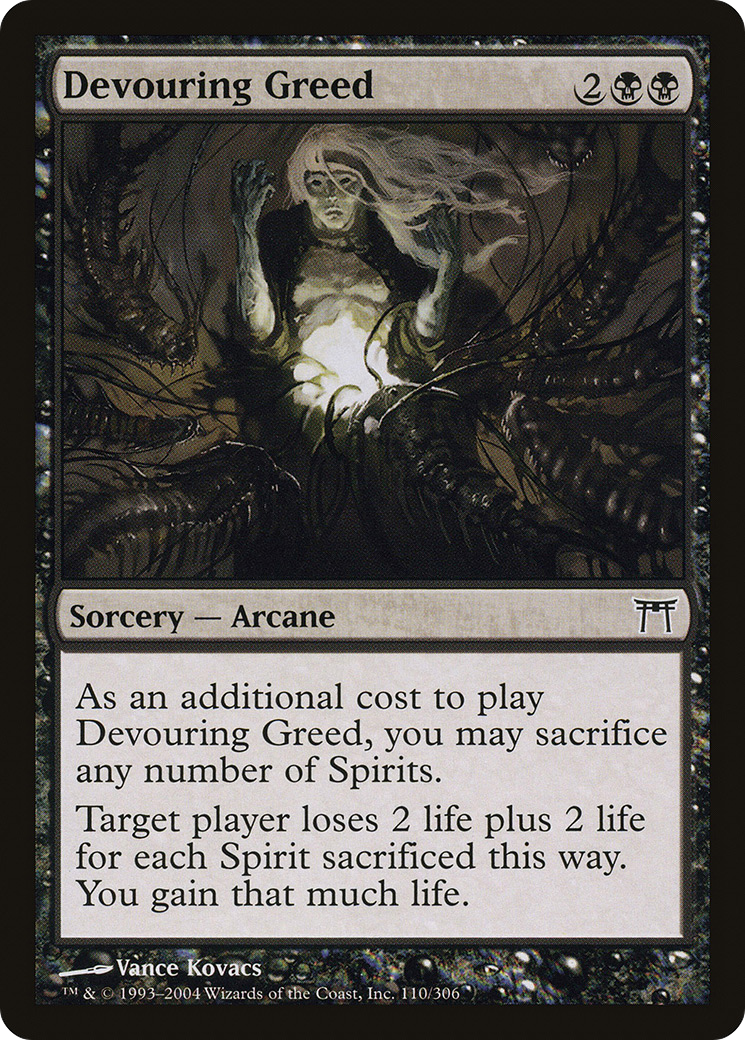 Devouring Greed 2
Sorcery — Arcane
As an additional cost to play
Devouring Greed, you may sacrifice
any number of Spirits.
Target player loses 2 life plus 2 life
for each Spirit sacrificed this way.
You gain that much life.
Vance Kovacs
™ & © 1993–2004 Wizards of the Coast, Inc. 110/306